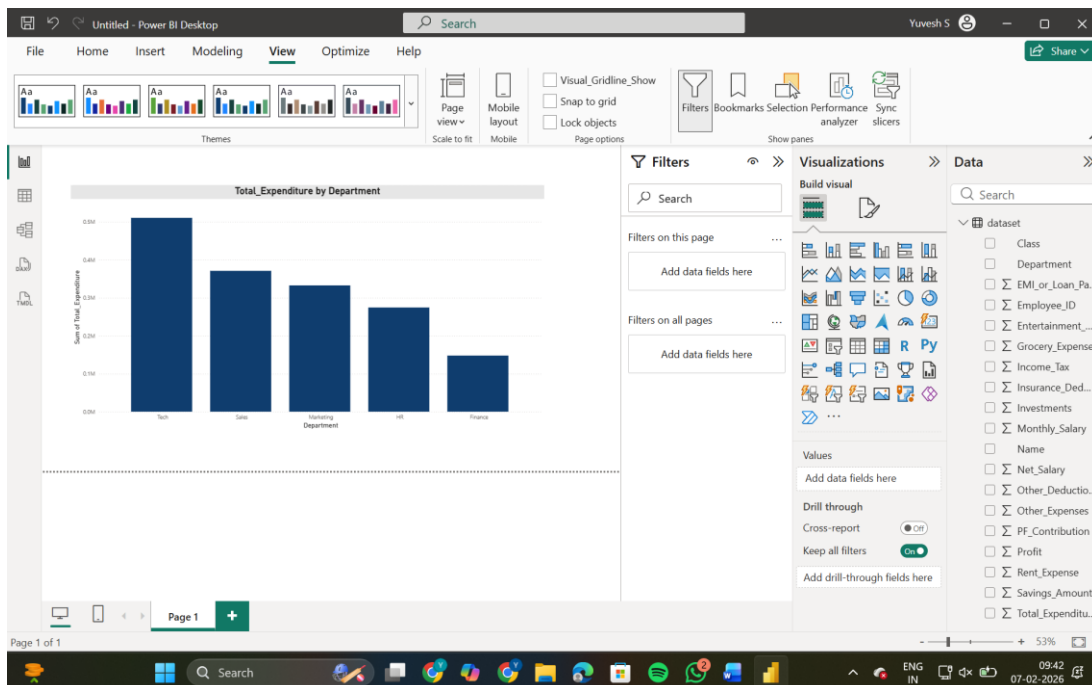 Untitled - Power BI Desktop
Search
Yuvesh S
File Home Insert Modeling View Optimize Help
Share
Aa Aa Aa Aa Aa Aa
Themes
Page view
Scale to fit
Mobile layout
Mobile
Visual_Gridline_Show
Snap to grid
Lock objects
Page options
Filters Bookmarks Selection Performance analyzer Sync slicers
Show panes
Total_Expenditure by Department
Sum of Total_Expenditure
0.5M
0.4M
0.3M
0.2M
0.1M
0.0M
Tech Sales Marketing HR Finance
Department
Filters
Search
Filters on this page ...
Add data fields here
Filters on all pages ...
Add data fields here
Visualizations
Build visual
R Py
...
Values
Add data fields here
Drill through
Cross-report Off
Keep all filters On
Add drill-through fields here
Data
Search
dataset
Class
Department
Σ EMI_or_Loan_Pa...
Σ Employee_ID
Σ Entertainment_...
Σ Grocery_Expense
Σ Income_Tax
Σ Insurance_Ded...
Σ Investments
Σ Monthly_Salary
Name
Σ Net_Salary
Σ Other_Deductio...
Σ Other_Expenses
Σ PF_Contribution
Σ Profit
Σ Rent_Expense
Σ Savings_Amount
Σ Total_Expenditu...
DAX
TMDL
Page 1 +
Page 1 of 1
- + 53%
Search
2
ENG
IN
09:42
07-02-2026